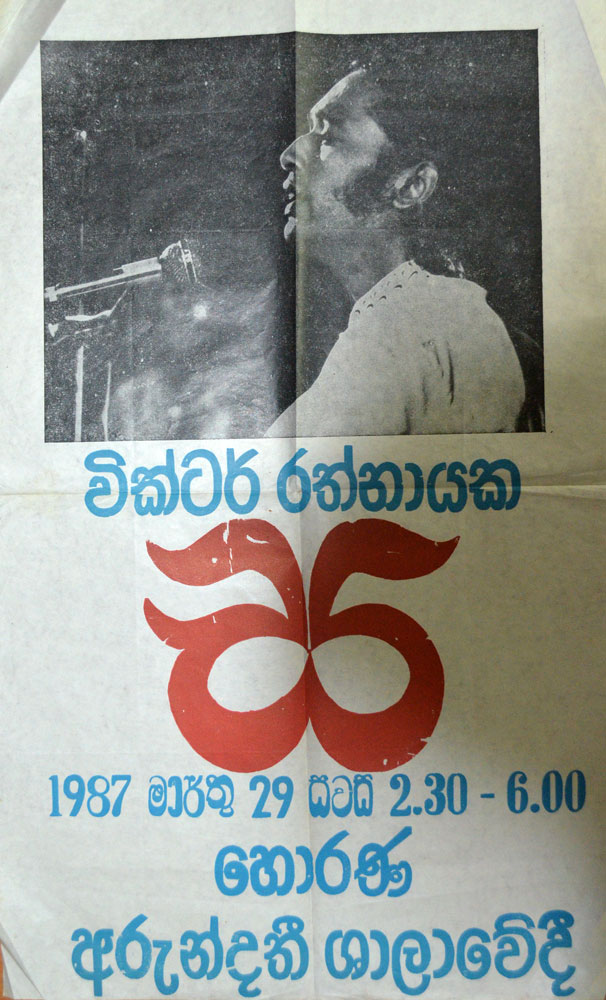 වික්ටර් රත්නායක
ස
1987 මාර්තු 29 සවස 2.30 - 6.00
හොරණ
අරුන්දතී ශාලාවේදී